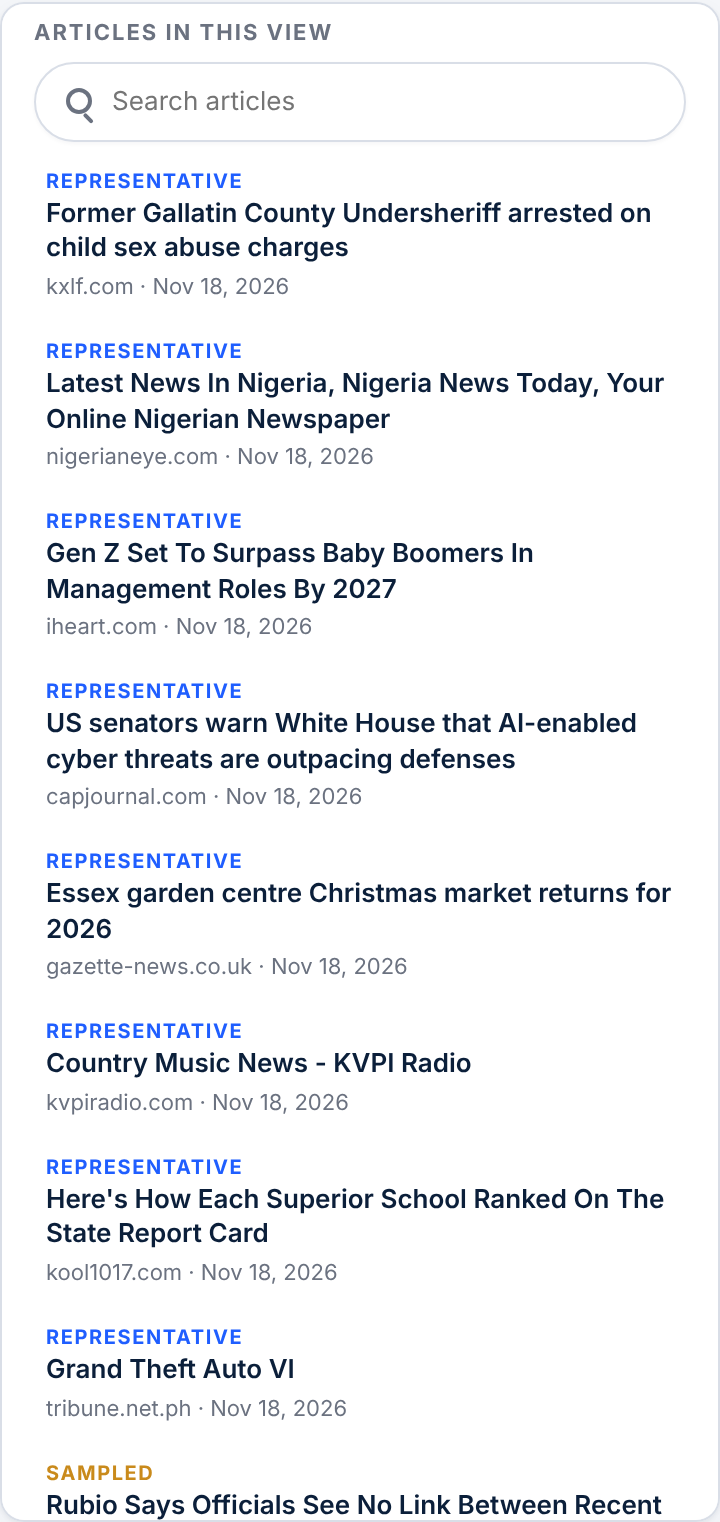 ARTICLES IN THIS VIEW
Search articles
REPRESENTATIVE
Former Gallatin County Undersheriff arrested on
child sex abuse charges
kxlf.com · Nov 18, 2026
REPRESENTATIVE
Latest News In Nigeria, Nigeria News Today, Your
Online Nigerian Newspaper
nigerianeye.com · Nov 18, 2026
REPRESENTATIVE
Gen Z Set To Surpass Baby Boomers In
Management Roles By 2027
iheart.com · Nov 18, 2026
REPRESENTATIVE
US senators warn White House that AI-enabled
cyber threats are outpacing defenses
capjournal.com · Nov 18, 2026
REPRESENTATIVE
Essex garden centre Christmas market returns for
2026
gazette-news.co.uk · Nov 18, 2026
REPRESENTATIVE
Country Music News - KVPI Radio
kvpiradio.com · Nov 18, 2026
REPRESENTATIVE
Here's How Each Superior School Ranked On The
State Report Card
kool1017.com · Nov 18, 2026
REPRESENTATIVE
Grand Theft Auto VI
tribune.net.ph · Nov 18, 2026
SAMPLED
Rubio Says Officials See No Link Between Recent